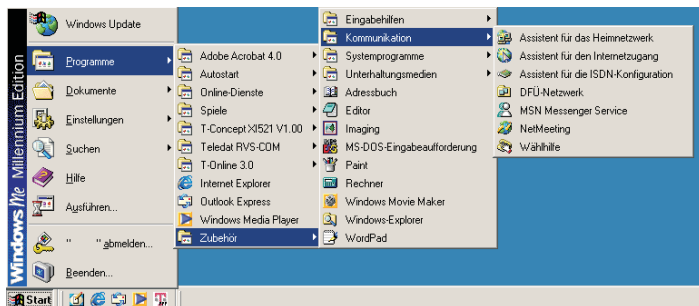 Windows Me Millennium Edition
Windows Update
Programme
Dokumente
Einstellungen
Suchen
Hilfe
Ausführen...
" " abmelden...
Beenden...
Start
Adobe Acrobat 4.0
Autostart
Online-Dienste
Spiele
T-Concept XI521 V1.00
Teledat RVS-COM
T-Online 3.0
Internet Explorer
Outlook Express
Windows Media Player
Zubehör
Eingabehilfen
Kommunikation
Systemprogramme
Unterhaltungsmedien
Adressbuch
Editor
Imaging
MS-DOS-Eingabeaufforderung
Paint
Rechner
Windows Movie Maker
Windows-Explorer
WordPad
Assistent für das Heimnetzwerk
Assistent für den Internetzugang
Assistent für die ISDN-Konfiguration
DFÜ-Netzwerk
MSN Messenger Service
NetMeeting
Wählhilfe